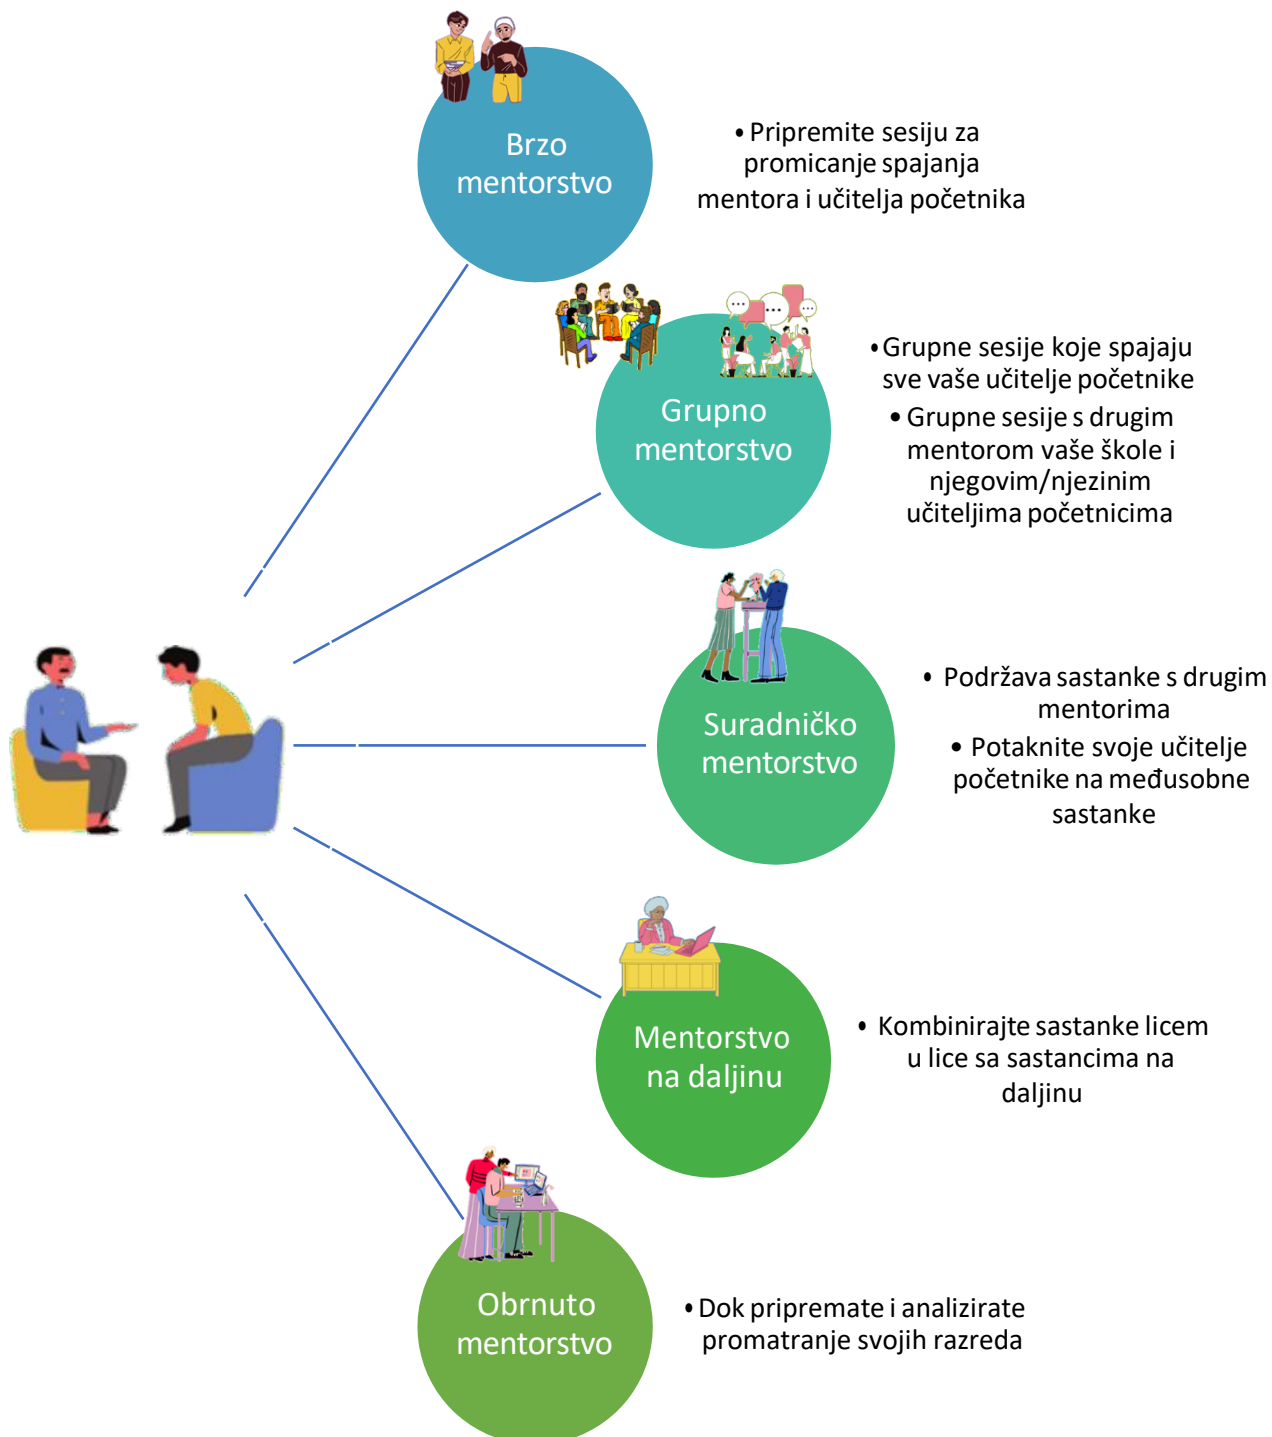 Brzo
mentorstvo
• Pripremite sesiju za
promicanje spajanja
mentora i učitelja početnika
Grupno
mentorstvo
• Grupne sesije koje spajaju
sve vaše učitelje početnike
• Grupne sesije s drugim
mentorom vaše škole i
njegovim/njezinim
učiteljima početnicima
Suradničko
mentorstvo
• Podržava sastanke s drugim
mentorima
• Potaknite svoje učitelje
početnike na međusobne
sastanke
Mentorstvo
na daljinu
• Kombinirajte sastanke licem
u lice sa sastancima na
daljinu
Obrnuto
mentorstvo
• Dok pripremate i analizirate
promatranje svojih razreda